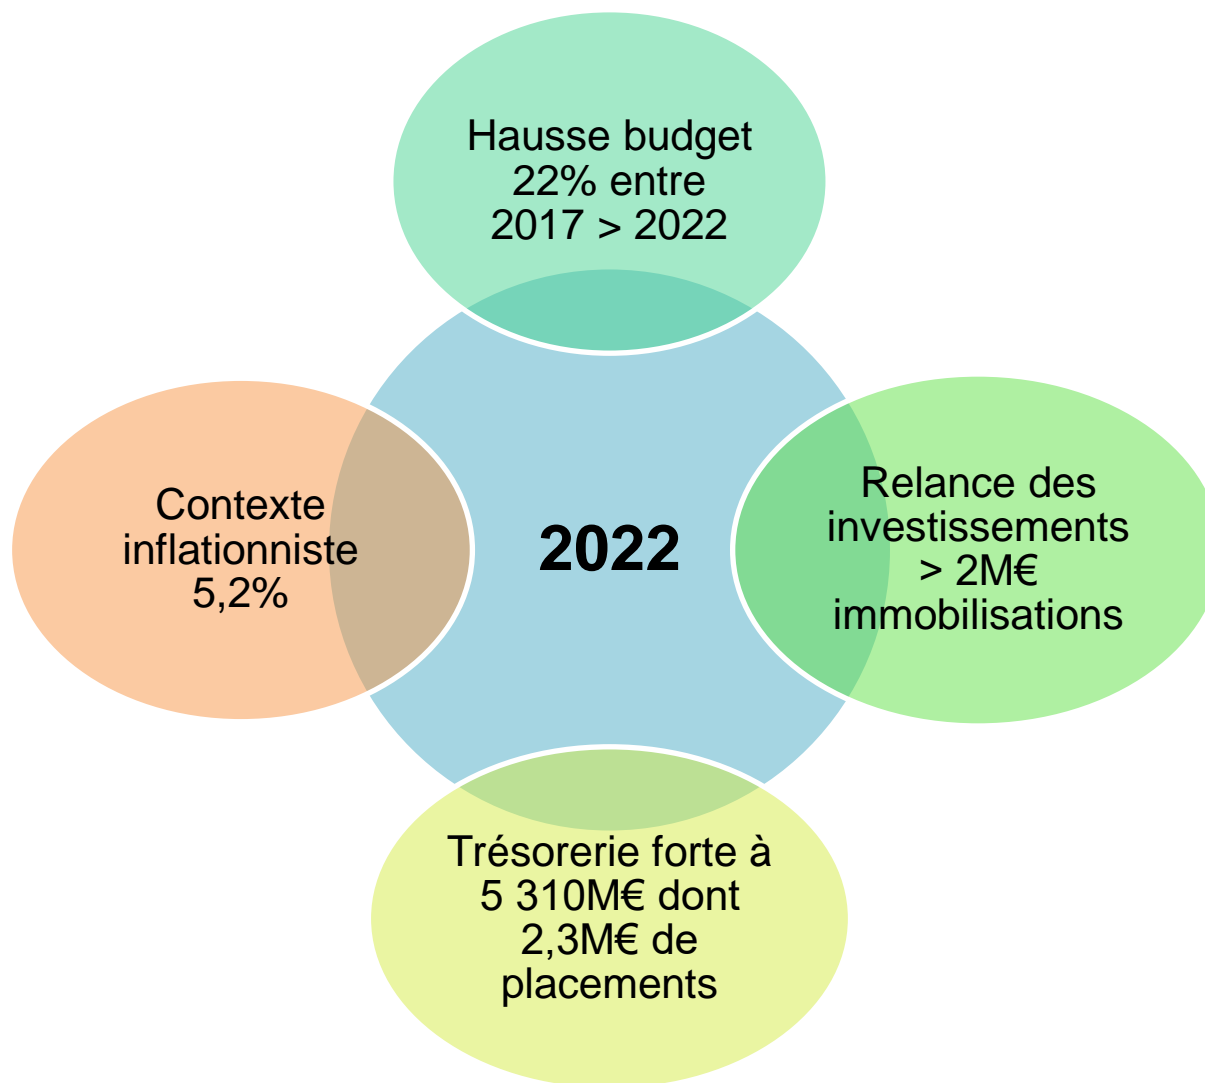 Hausse budget
22% entre
2017 > 2022
Contexte
inflationniste
5,2%
2022
Relance des
investissements
> 2M€
immobilisations
Trésorerie forte à
5 310M€ dont
2,3M€ de
placements